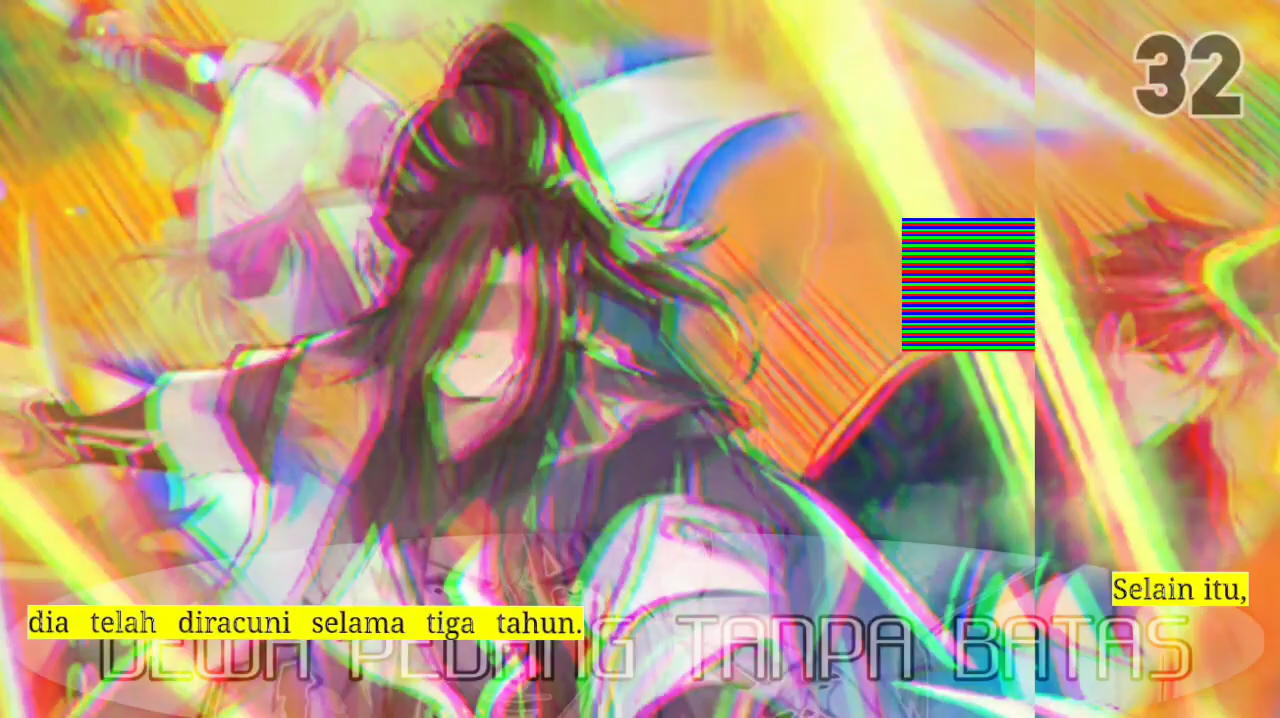 32
Selain itu,
dia telah diracuni selama tiga tahun.
DEWA PEDANG TANPA BATAS